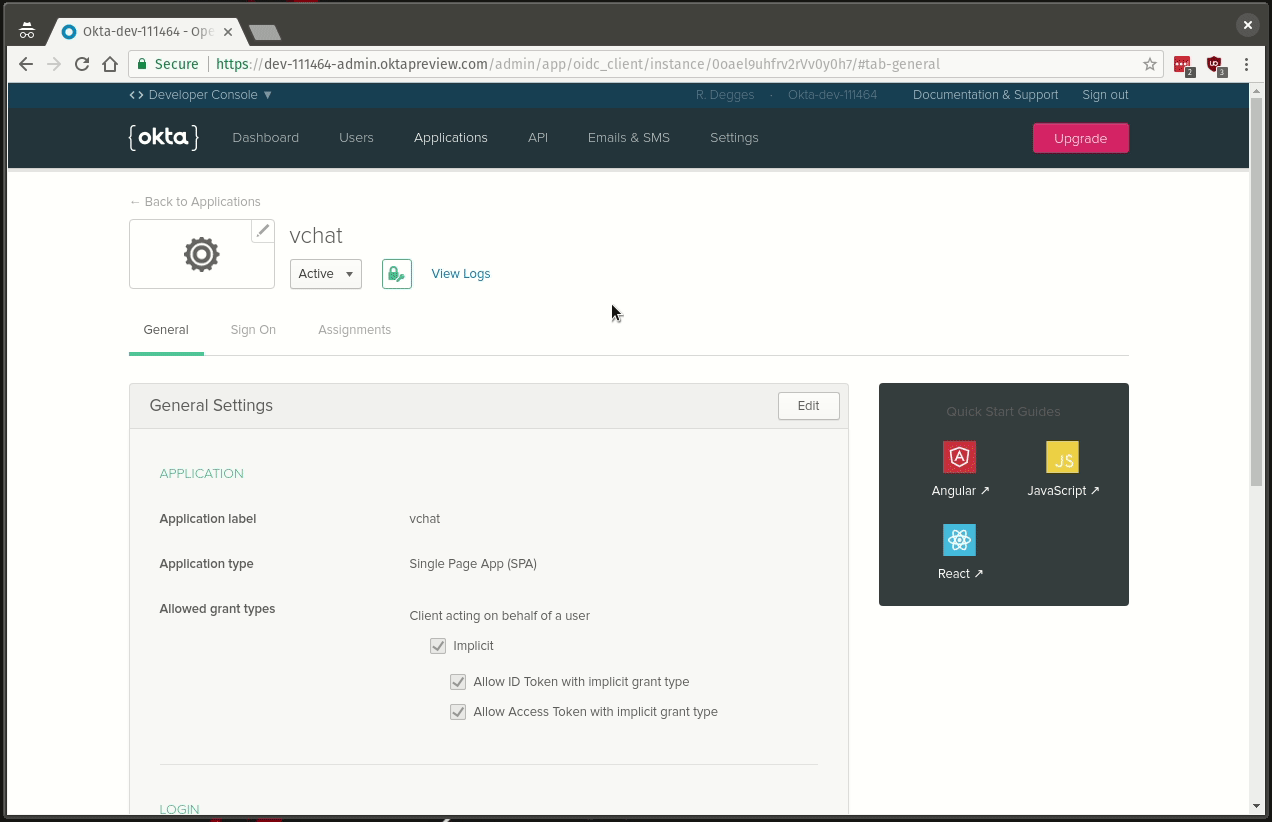 Okta-dev-111464 - Ope
Secure https://dev-111464-admin.oktapreview.com/admin/app/oidc_client/instance/0oael9uhfrv2rVv0y0h7/#tab-general 2 3
<> Developer Console ▼ R. Degges - Okta-dev-111464 Documentation & Support Sign out
{okta} Dashboard Users Applications API Emails & SMS Settings Upgrade
← Back to Applications
vchat
Active ▼ View Logs
General Sign On Assignments
General Settings Edit
APPLICATION
Application label vchat
Application type Single Page App (SPA)
Allowed grant types
Client acting on behalf of a user
Implicit
Allow ID Token with implicit grant type
Allow Access Token with implicit grant type
LOGIN
Quick Start Guides
JS
Angular ↗ JavaScript ↗
React ↗